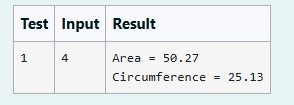 Test Input Result
1 4 Area = 50.27
Circumference = 25.13